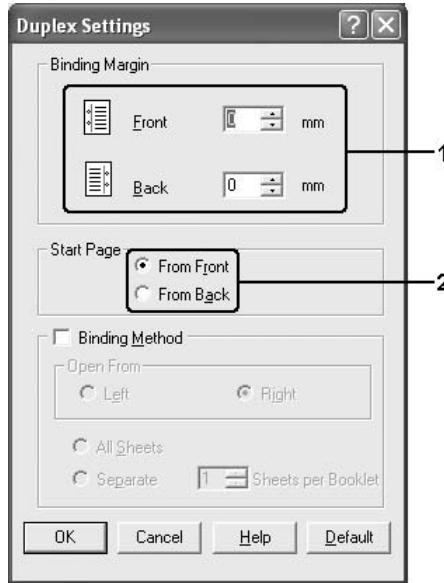 Duplex Settings
Binding Margin
Front 0 mm
1
Back 0 mm
Start Page
From Front
From Back
2
Binding Method
Open From
Left Right
All Sheets
Separate 1 Sheets per Booklet
OK Cancel Help Default